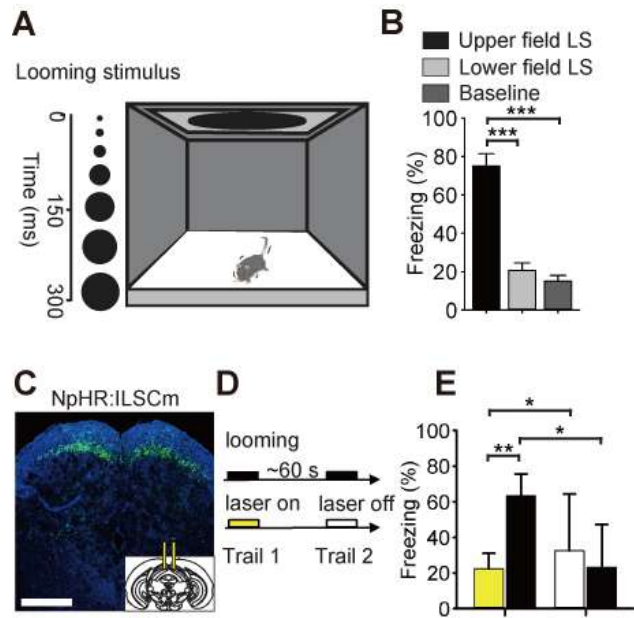 A
Looming stimulus
0
150
300
Time (ms)
B
Upper field LS
Lower field LS
Baseline
***
***
100
80
60
40
20
0
Freezing (%)
C
NpHR:ILSCm
D
looming
~60 s
laser on laser off
Trail 1 Trail 2
E
*
**
*
100
80
60
40
20
0
Freezing (%)